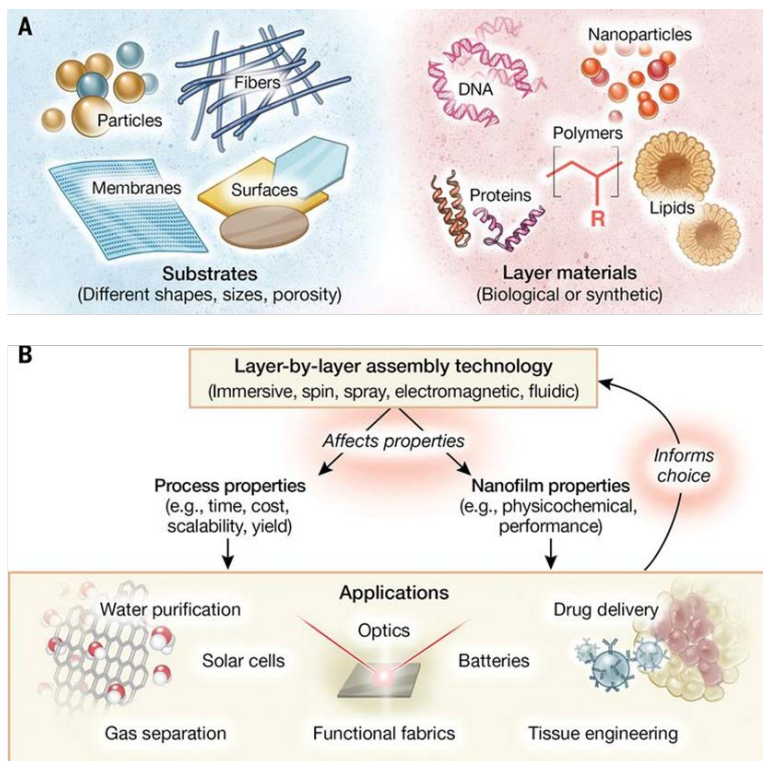 A
Particles
Fibers
Membranes
Surfaces
Substrates
(Different shapes, sizes, porosity)
DNA
Nanoparticles
Polymers
R
Proteins
Lipids
Layer materials
(Biological or synthetic)
B
Layer-by-layer assembly technology
(Immersive, spin, spray, electromagnetic, fluidic)
Affects properties
Informs
choice
Process properties
(e.g., time, cost,
scalability, yield)
Nanofilm properties
(e.g., physicochemical,
performance)
Applications
Water purification
Optics
Drug delivery
Solar cells
Batteries
Gas separation
Functional fabrics
Tissue engineering